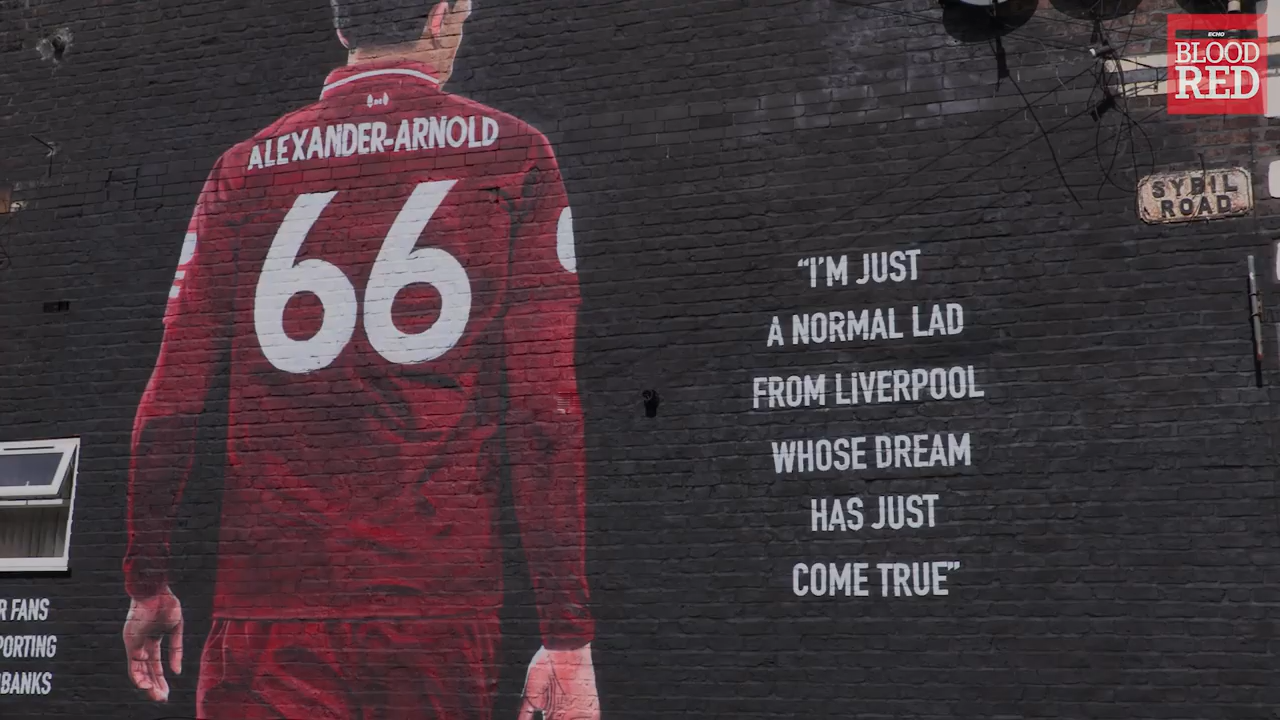 ECHO
BLOOD
RED
SYBIL
ROAD
ALEXANDER-ARNOLD
66
“I'M JUST
A NORMAL LAD
FROM LIVERPOOL
WHOSE DREAM
HAS JUST
COME TRUE”
R FANS
PORTING
BANKS